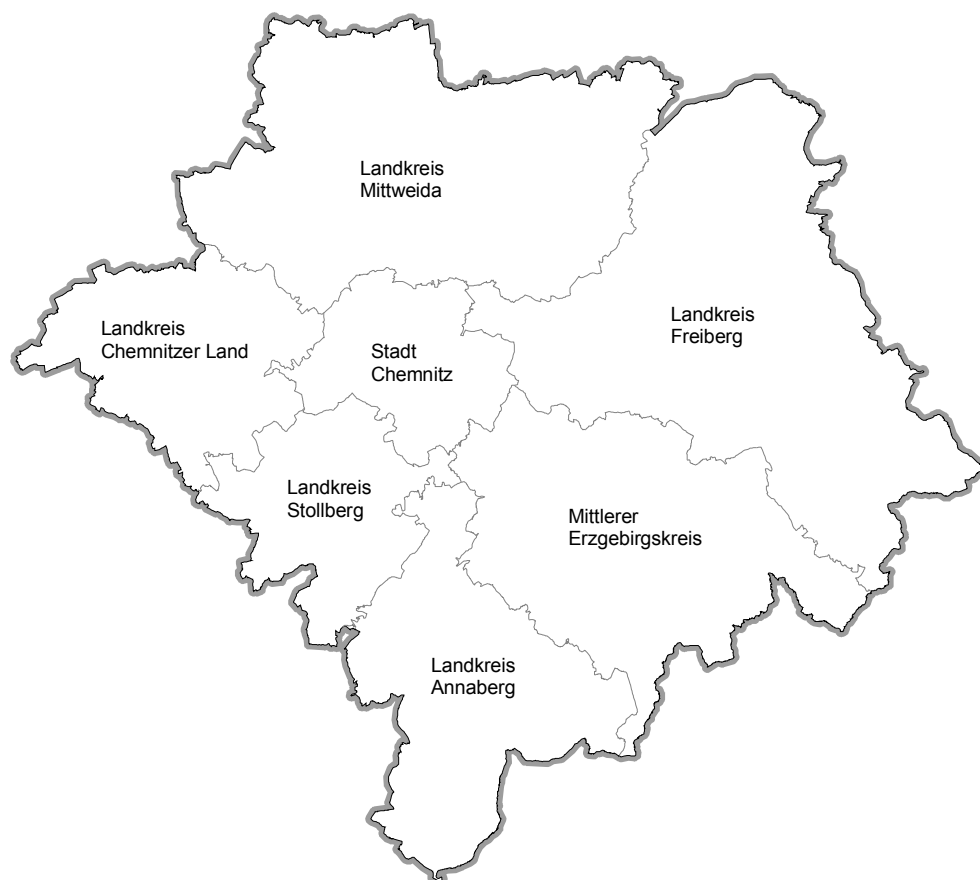 Landkreis
Mittweida
Landkreis
Chemnitzer Land
Stadt
Chemnitz
Landkreis
Freiberg
Landkreis
Stollberg
Mittlerer
Erzgebirgskreis
Landkreis
Annaberg